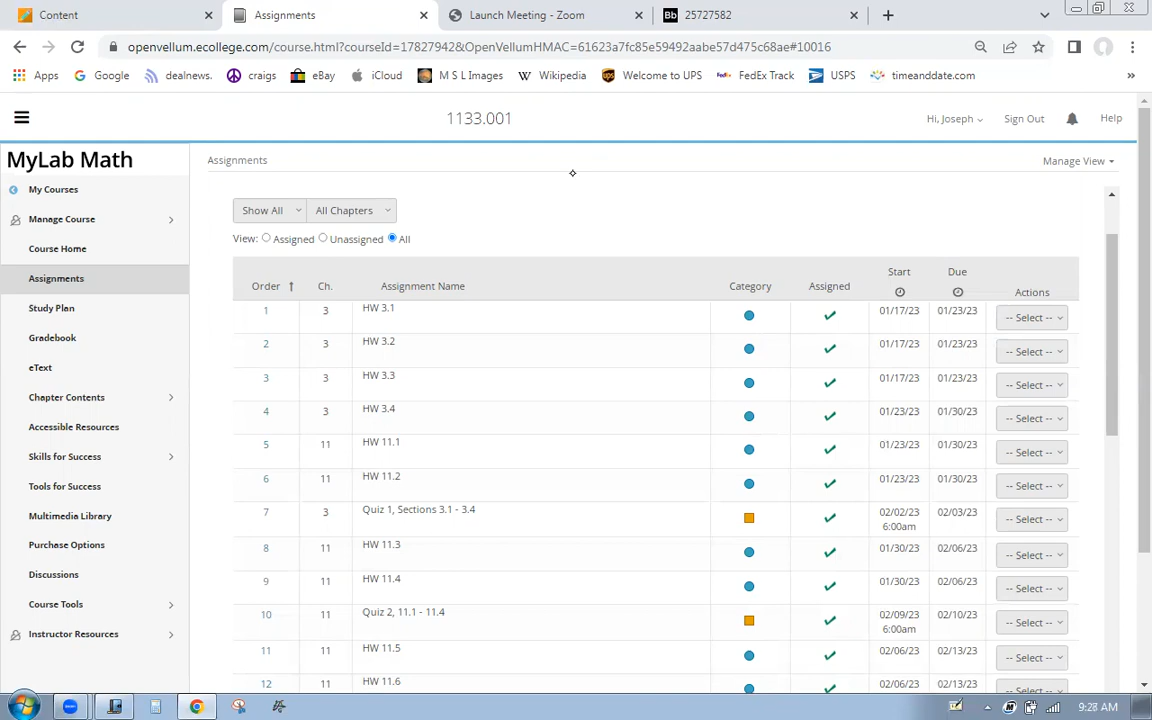 Content
Assignments
Launch Meeting - Zoom
Bb 25727582
openvellum.ecollege.com/course.html?courseId=17827942&OpenVellumHMAC=61623a7fc85e59492aabe57d475c68ae#10016
Apps Google dealnews. craigs eBay iCloud M S L Images W Wikipedia Welcome to UPS FedEx Track USPS timeanddate.com »
1133.001
Hi, Joseph Sign Out Help
MyLab Math
Assignments
Manage View
My Courses
Manage Course
Course Home
Assignments
Study Plan
Gradebook
eText
Chapter Contents
Accessible Resources
Skills for Success
Tools for Success
Multimedia Library
Purchase Options
Discussions
Course Tools
Instructor Resources
Show All All Chapters
View: Assigned Unassigned All
Order Ch. Assignment Name Category Assigned Start Due Actions
1 3 HW 3.1 01/17/23 01/23/23 -- Select --
2 3 HW 3.2 01/17/23 01/23/23 -- Select --
3 3 HW 3.3 01/17/23 01/23/23 -- Select --
4 3 HW 3.4 01/23/23 01/30/23 -- Select --
5 11 HW 11.1 01/23/23 01/30/23 -- Select --
6 11 HW 11.2 01/23/23 01/30/23 -- Select --
7 3 Quiz 1, Sections 3.1 - 3.4 02/02/23 02/03/23 -- Select --
6:00am
8 11 HW 11.3 01/30/23 02/06/23 -- Select --
9 11 HW 11.4 01/30/23 02/06/23 -- Select --
10 11 Quiz 2, 11.1 - 11.4 02/09/23 02/10/23 -- Select --
6:00am
11 11 HW 11.5 02/06/23 02/13/23 -- Select --
12 11 HW 11.6 02/06/23 02/13/23 -- Select --
9:28 AM